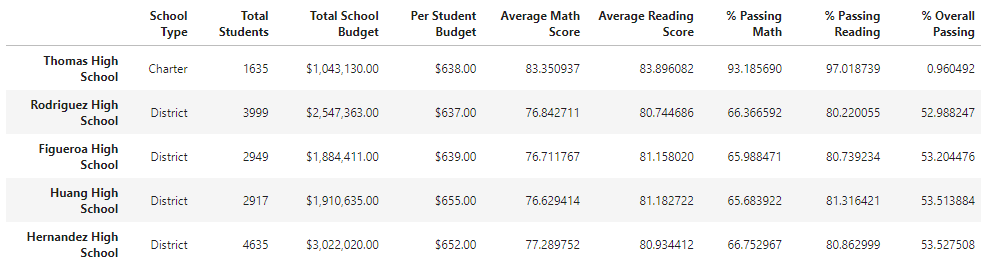 School Type Total Students Total School Budget Per Student Budget Average Math Score Average Reading Score % Passing Math % Passing Reading % Overall Passing
Thomas High School Charter 1635 $1,043,130.00 $638.00 83.350937 83.896082 93.185690 97.018739 0.960492
Rodriguez High School District 3999 $2,547,363.00 $637.00 76.842711 80.744686 66.366592 80.220055 52.988247
Figueroa High School District 2949 $1,884,411.00 $639.00 76.711767 81.158020 65.988471 80.739234 53.204476
Huang High School District 2917 $1,910,635.00 $655.00 76.629414 81.182722 65.683922 81.316421 53.513884
Hernandez High School District 4635 $3,022,020.00 $652.00 77.289752 80.934412 66.752967 80.862999 53.527508